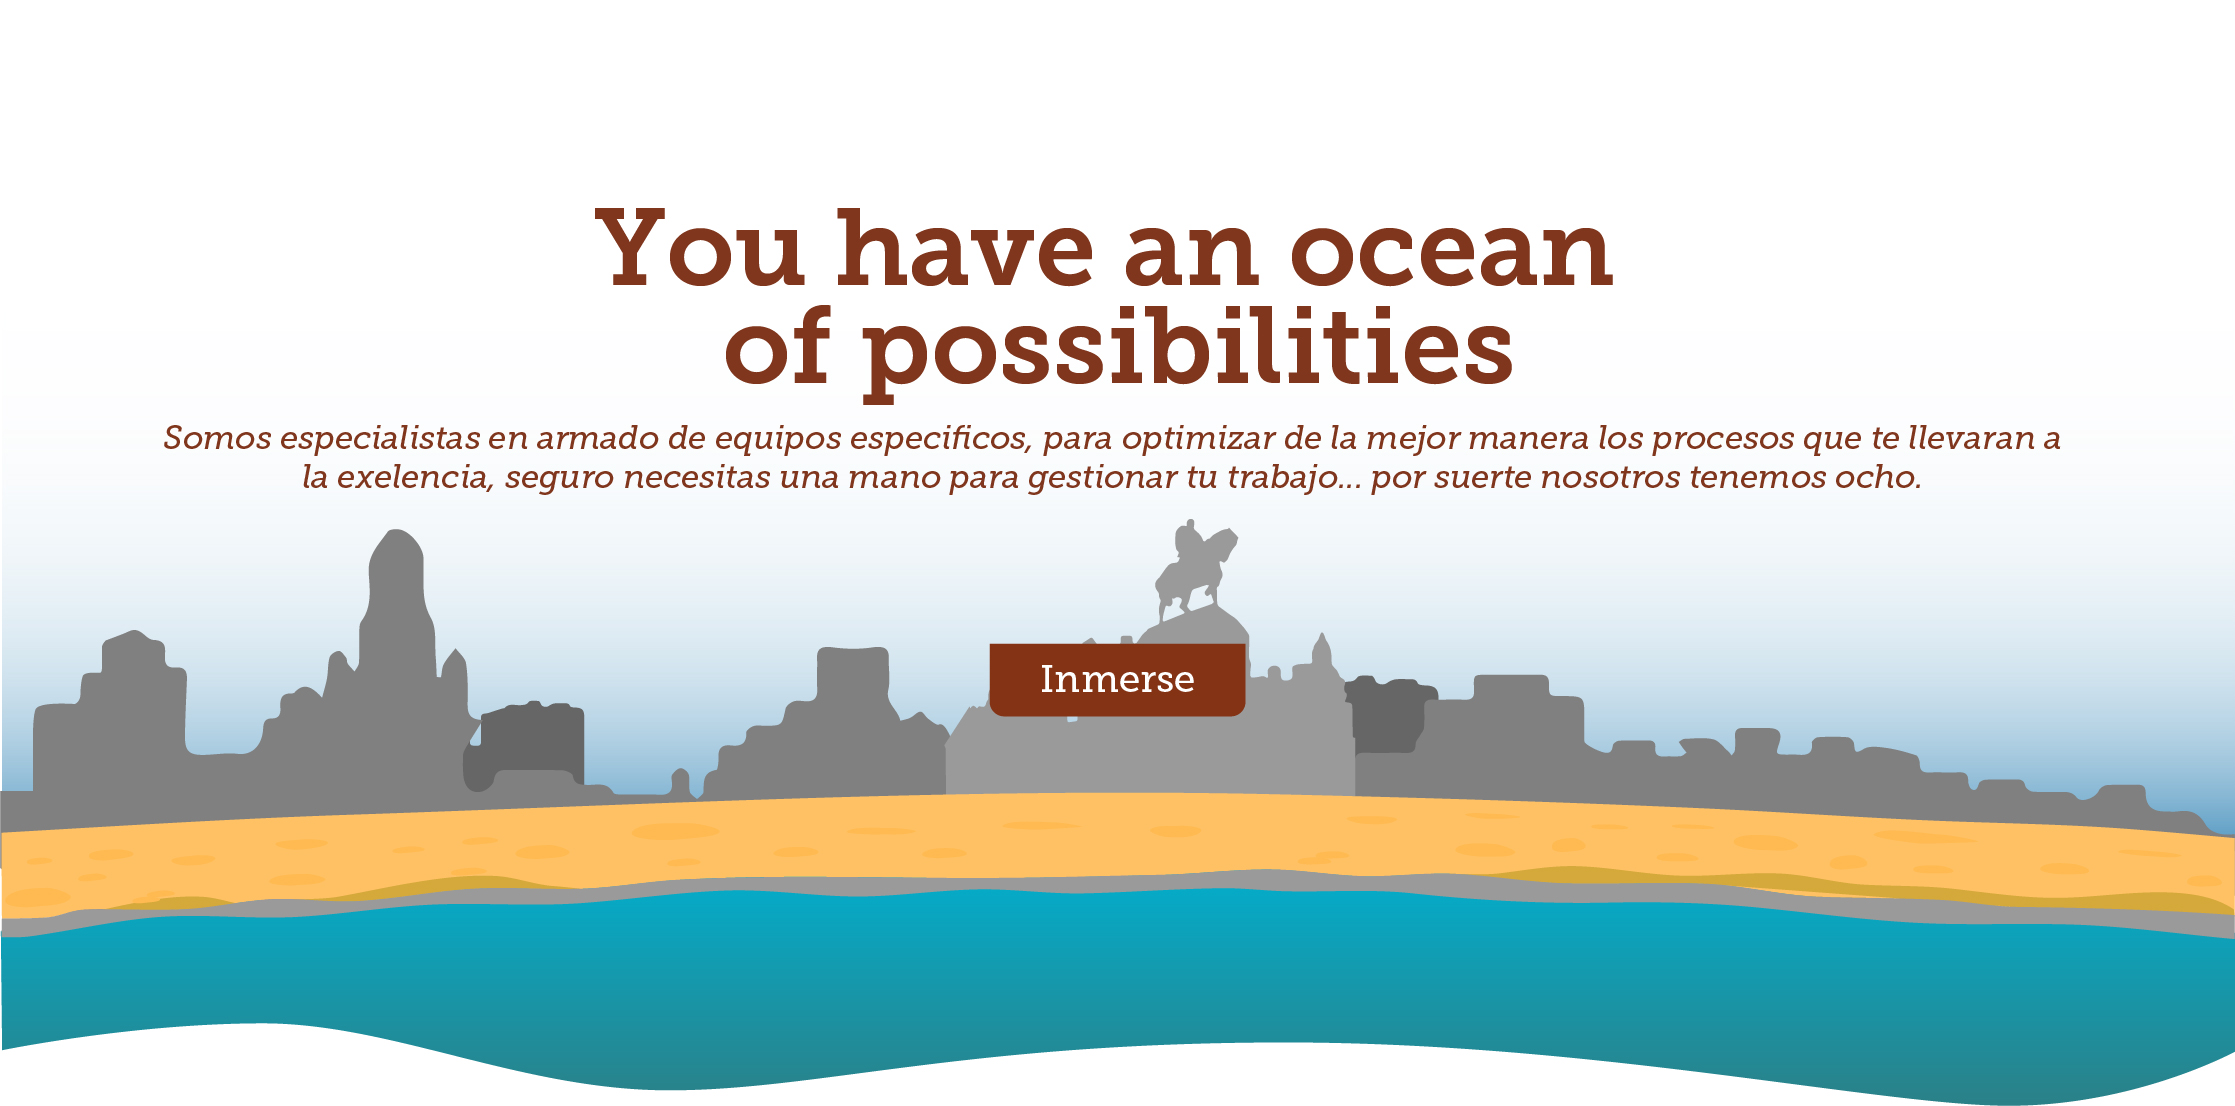 You have an ocean
of possibilities
Somos especialistas en armado de equipos especificos, para optimizar de la mejor manera los procesos que te llevaran a
la exelencia, seguro necesitas una mano para gestionar tu trabajo... por suerte nosotros tenemos ocho.
Inmerse